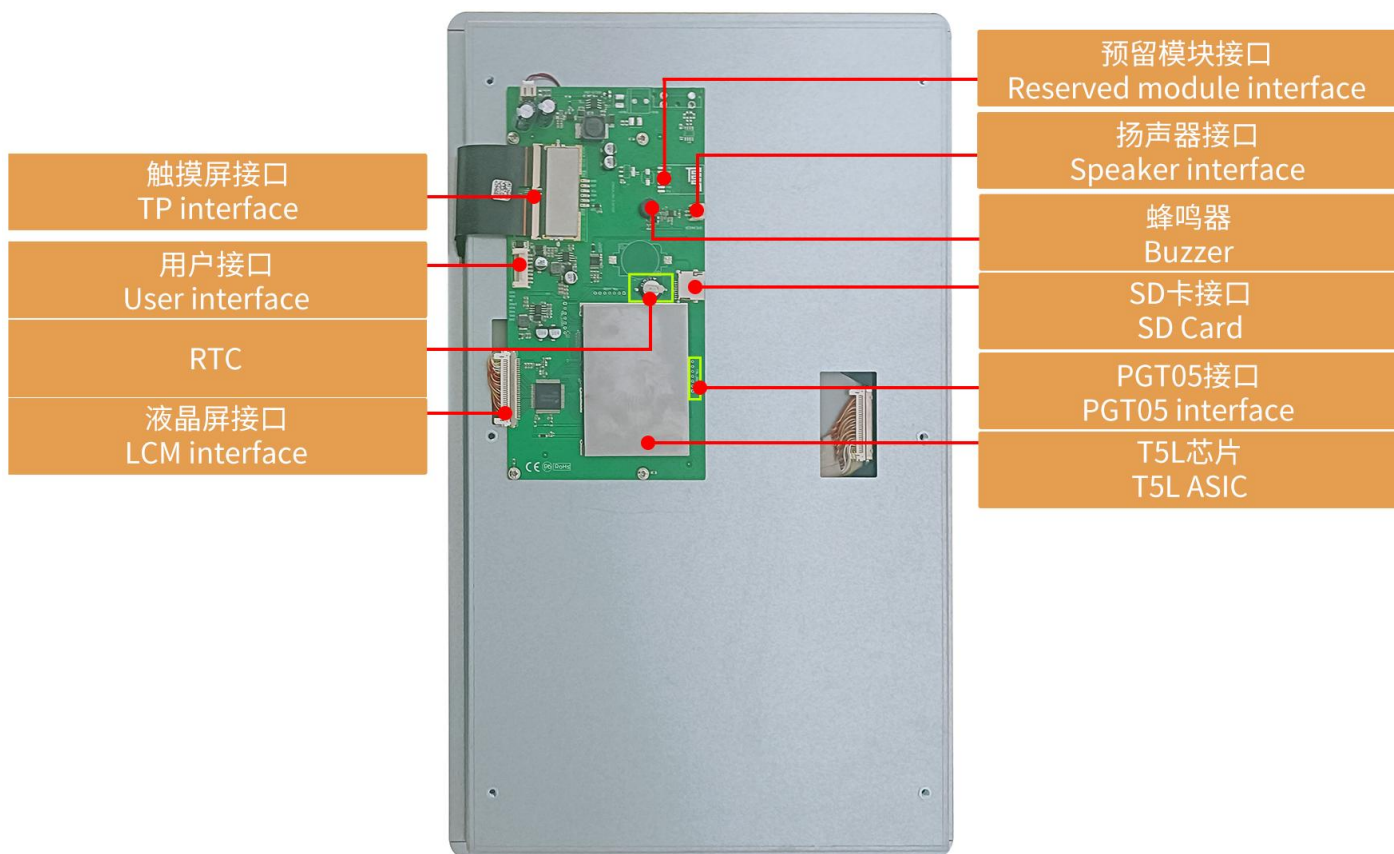 触摸屏接口
TP interface
用户接口
User interface
RTC
液晶屏接口
LCM interface
预留模块接口
Reserved module interface
扬声器接口
Speaker interface
蜂鸣器
Buzzer
SD卡接口
SD Card
PGT05接口
PGT05 interface
T5L芯片
T5L ASIC
CE Pb RoHS